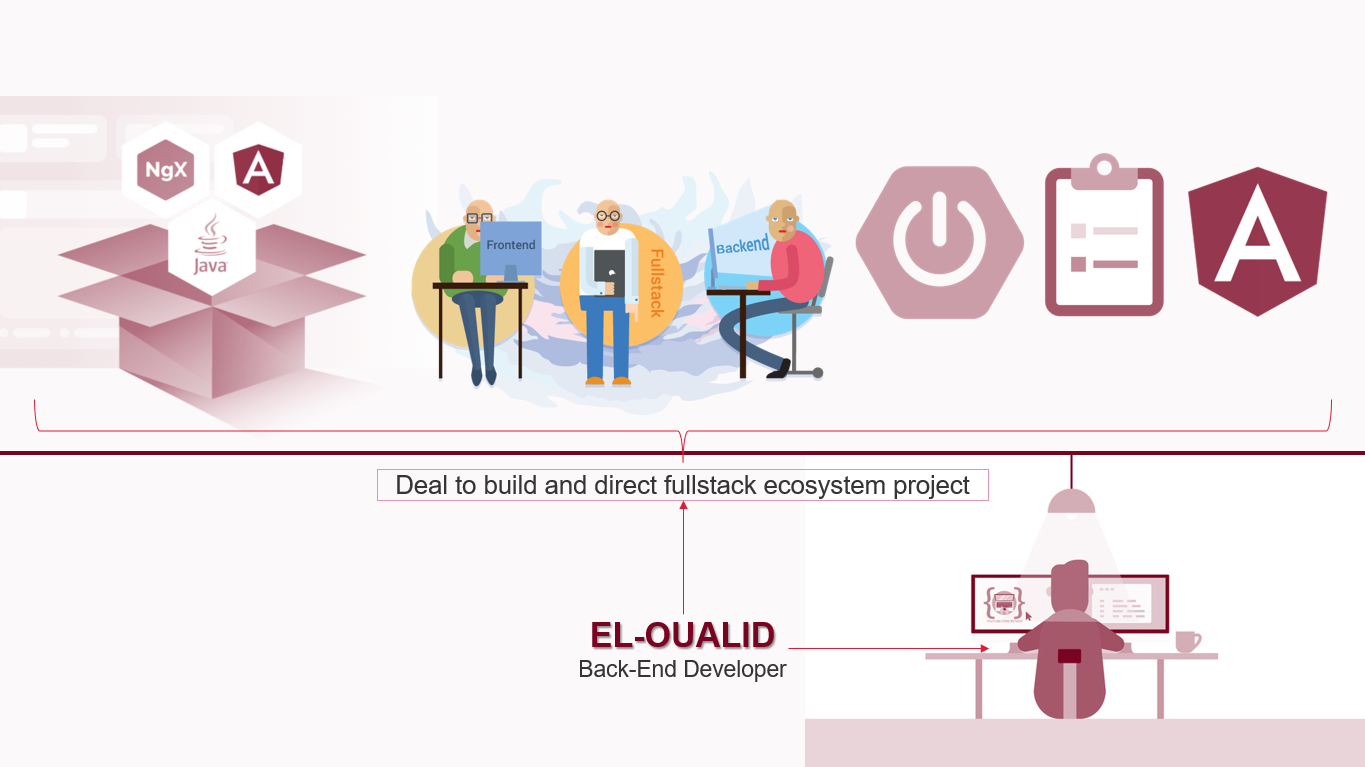 NgX
A
Java
Frontend
Fullstack
Backend
A
Deal to build and direct fullstack ecosystem project
EL-OUALID
Back-End Developer